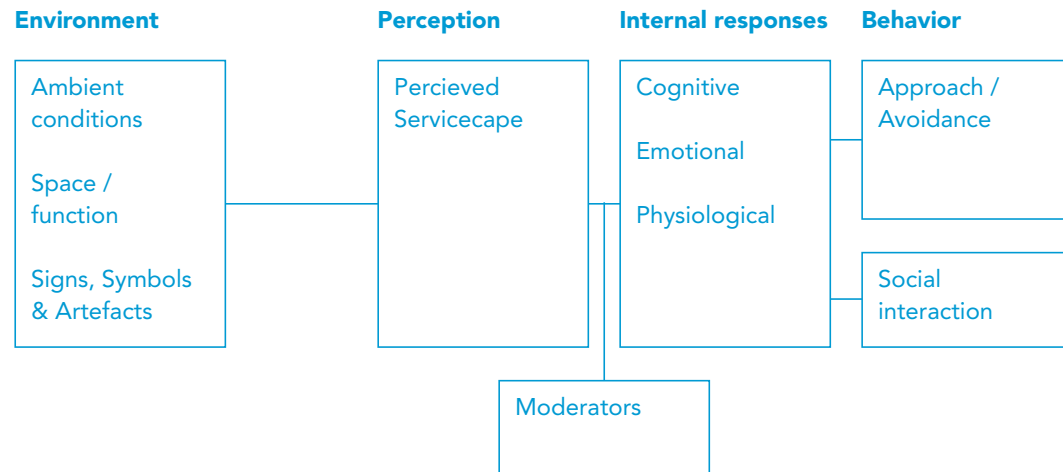 Environment
Perception
Internal responses
Behavior
Ambient
conditions
Space /
function
Signs, Symbols
& Artefacts
Percieved
Servicecape
Cognitive
Emotional
Physiological
Approach /
Avoidance
Social
interaction
Moderators